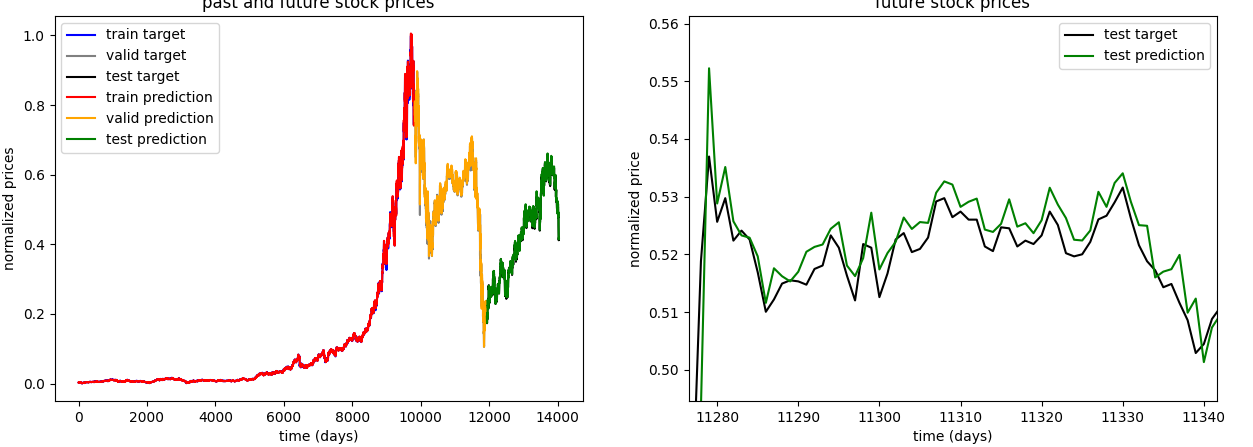 past and future stock prices
normalized prices
1.0
0.8
0.6
0.4
0.2
0.0
train target
valid target
test target
train prediction
valid prediction
test prediction
0 2000 4000 6000 8000 10000 12000 14000
time (days)
future stock prices
normalized price
0.56
0.55
0.54
0.53
0.52
0.51
0.50
test target
test prediction
11280 11290 11300 11310 11320 11330 11340
time (days)